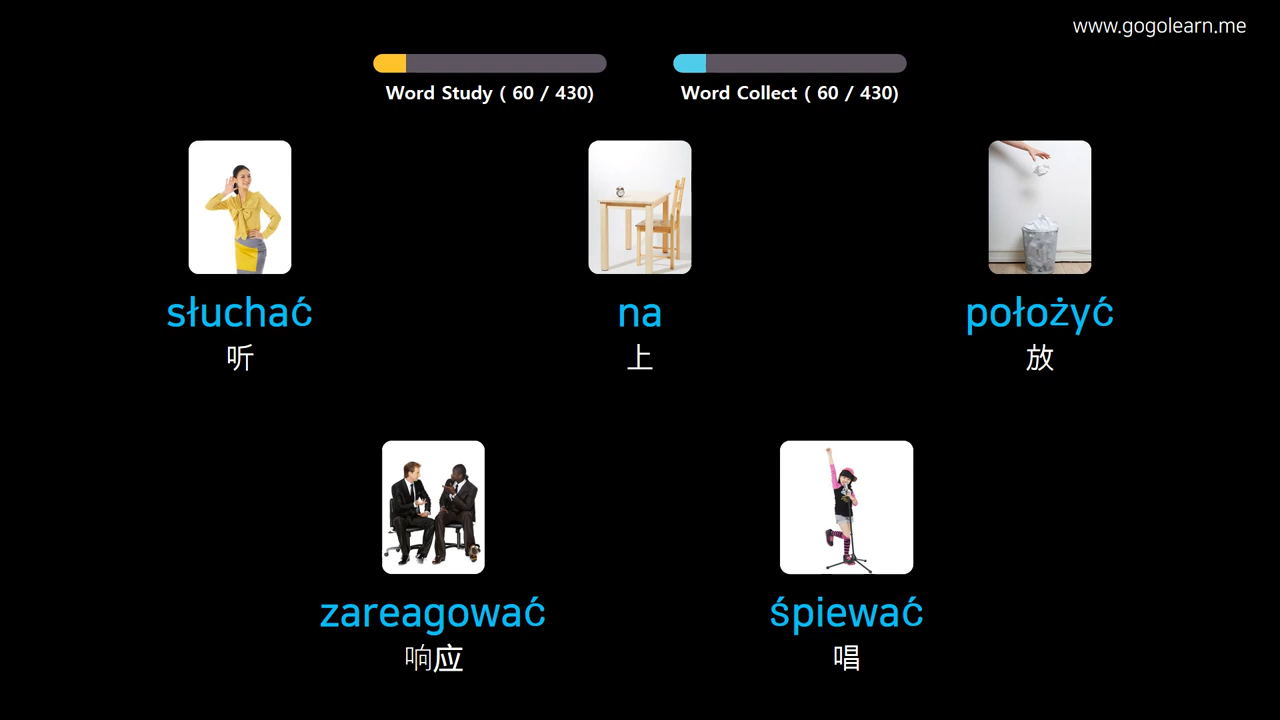 www.gogolearn.me
Word Study ( 60 / 430)
Word Collect ( 60 / 430)
słuchać
听
na
上
położyć
放
zareagować
响应
śpiewać
唱